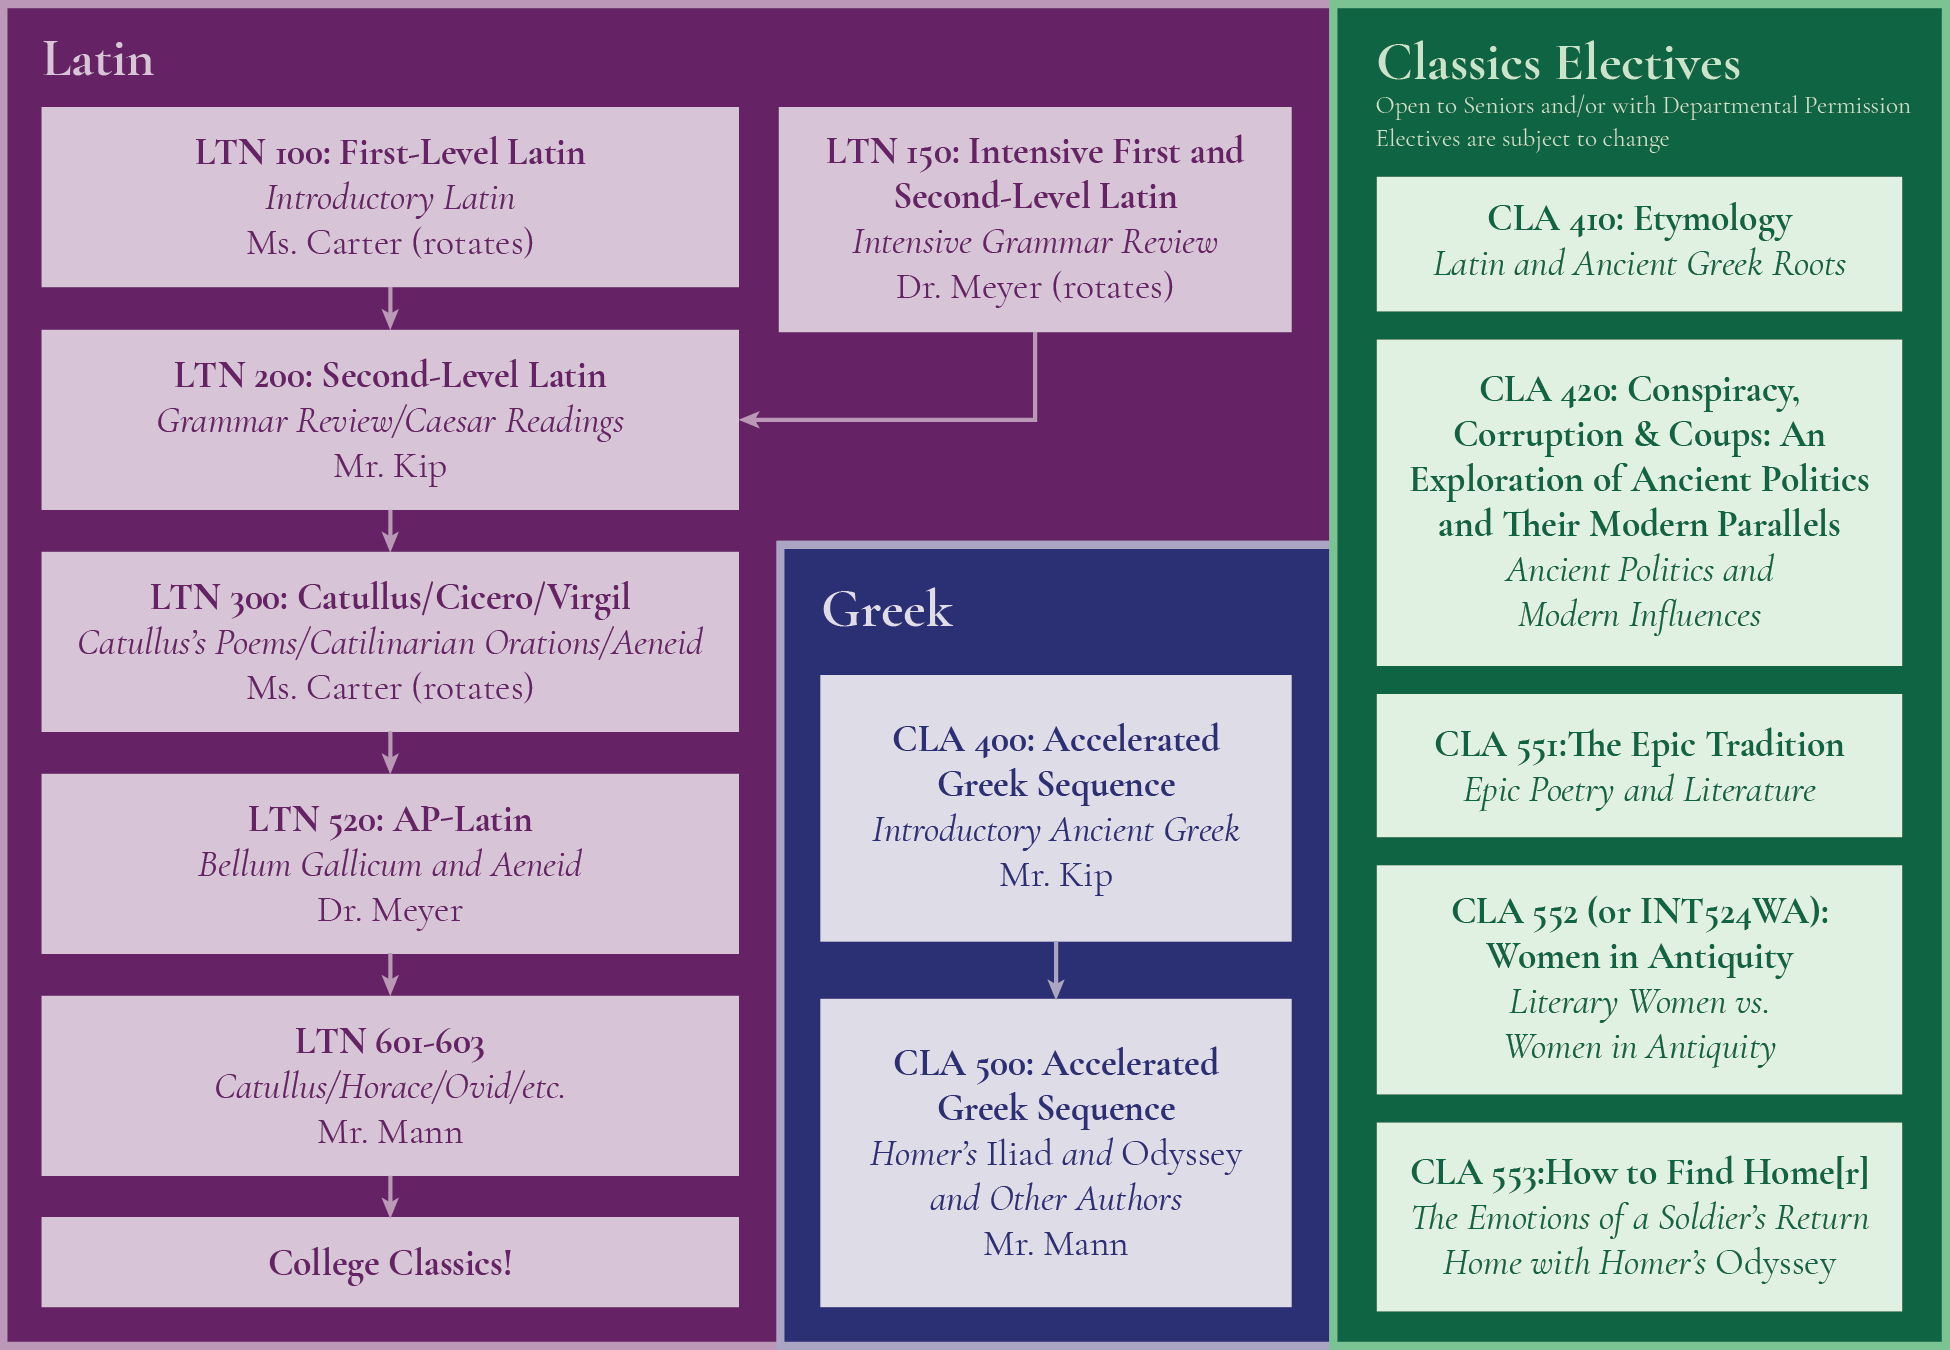 Latin
LTN 100: First-Level Latin
Introductory Latin
Ms. Carter (rotates)
LTN 150: Intensive First and
Second-Level Latin
Intensive Grammar Review
Dr. Meyer (rotates)
LTN 200: Second-Level Latin
Grammar Review/Caesar Readings
Mr. Kip
LTN 300: Catullus/Cicero/Virgil
Catullus’s Poems/Catilinarian Orations/Aeneid
Ms. Carter (rotates)
LTN 520: AP-Latin
Bellum Gallicum and Aeneid
Dr. Meyer
LTN 601-603
Catullus/Horace/Ovid/etc.
Mr. Mann
College Classics!
Greek
CLA 400: Accelerated
Greek Sequence
Introductory Ancient Greek
Mr. Kip
CLA 500: Accelerated
Greek Sequence
Homer’s Iliad and Odyssey
and Other Authors
Mr. Mann
Classics Electives
Open to Seniors and/or with Departmental Permission
Electives are subject to change
CLA 410: Etymology
Latin and Ancient Greek Roots
CLA 420: Conspiracy,
Corruption & Coups: An
Exploration of Ancient Politics
and Their Modern Parallels
Ancient Politics and
Modern Influences
CLA 551:The Epic Tradition
Epic Poetry and Literature
CLA 552 (or INT524WA):
Women in Antiquity
Literary Women vs.
Women in Antiquity
CLA 553:How to Find Home[r]
The Emotions of a Soldier’s Return
Home with Homer’s Odyssey